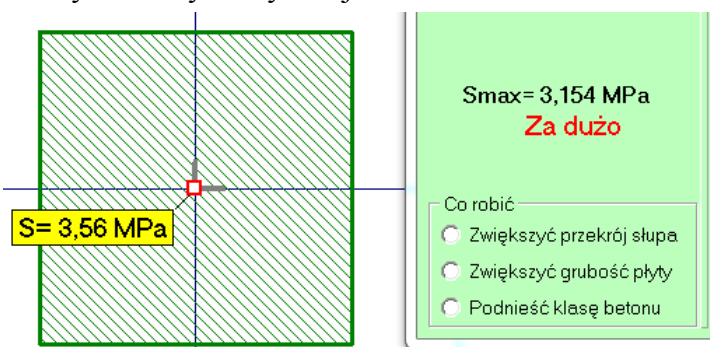 S= 3,56 MPa
Smax= 3,154 MPa
Za dużo
Co robić
Zwiększyć przekrój słupa
Zwiększyć grubość płyty
Podnieść klasę betonu